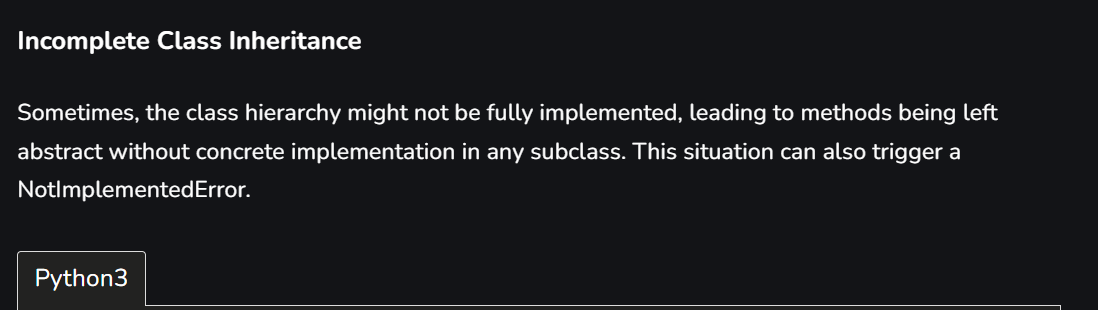 Incomplete Class Inheritance
Sometimes, the class hierarchy might not be fully implemented, leading to methods being left
abstract without concrete implementation in any subclass. This situation can also trigger a
NotImplementedError.
Python3